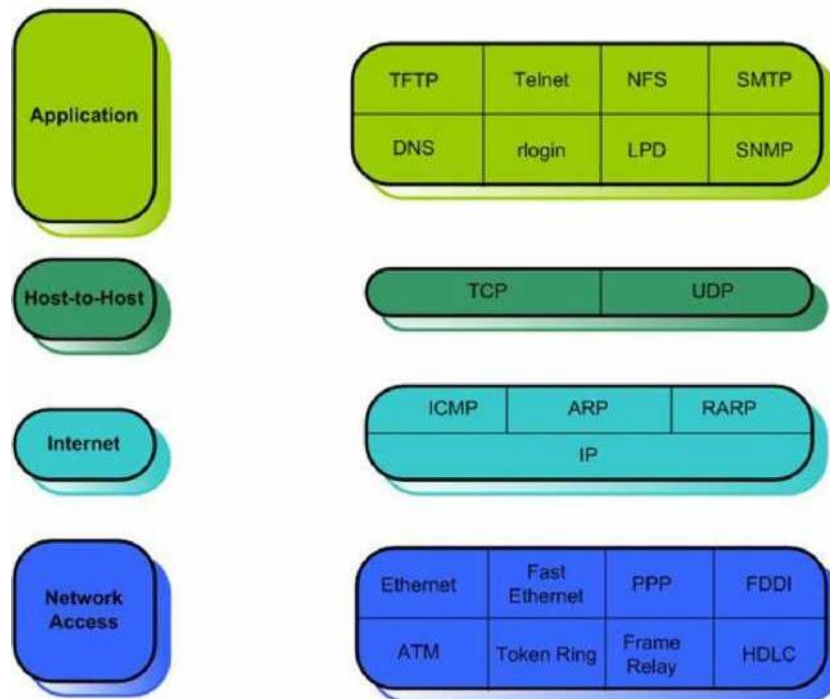 Application
TFTP Telnet NFS SMTP
DNS rlogin LPD SNMP
Host-to-Host
TCP UDP
Internet
ICMP ARP RARP
IP
Network
Access
Ethernet Fast
Ethernet PPP FDDI
ATM Token Ring Frame
Relay HDLC